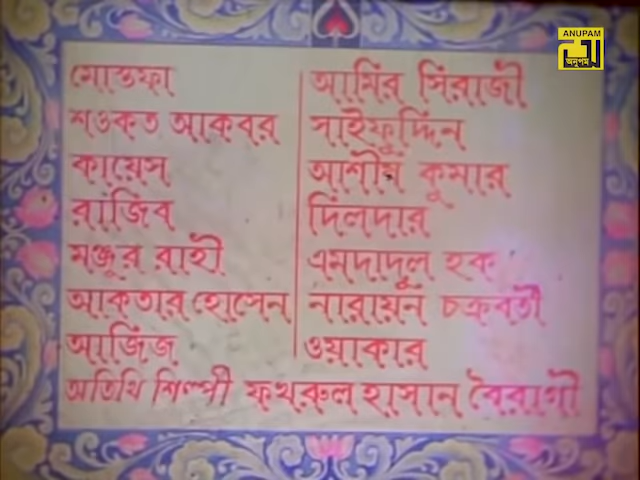 ANUPAM
অনুপম
মোস্তফা
শওকত আকবর
কায়েস
রাজিব
মঞ্জুর রাহী
আকতার হোসেন
আজিজ
আমির সিরাজী
সাইফুদ্দিন
আশীষ কুমার
দিলদার
এমদাদুল হক
নারায়ন চক্রবর্তী
ওয়াকার
অতিথি শিল্পী ফখরুল হাসান বৈরাগী